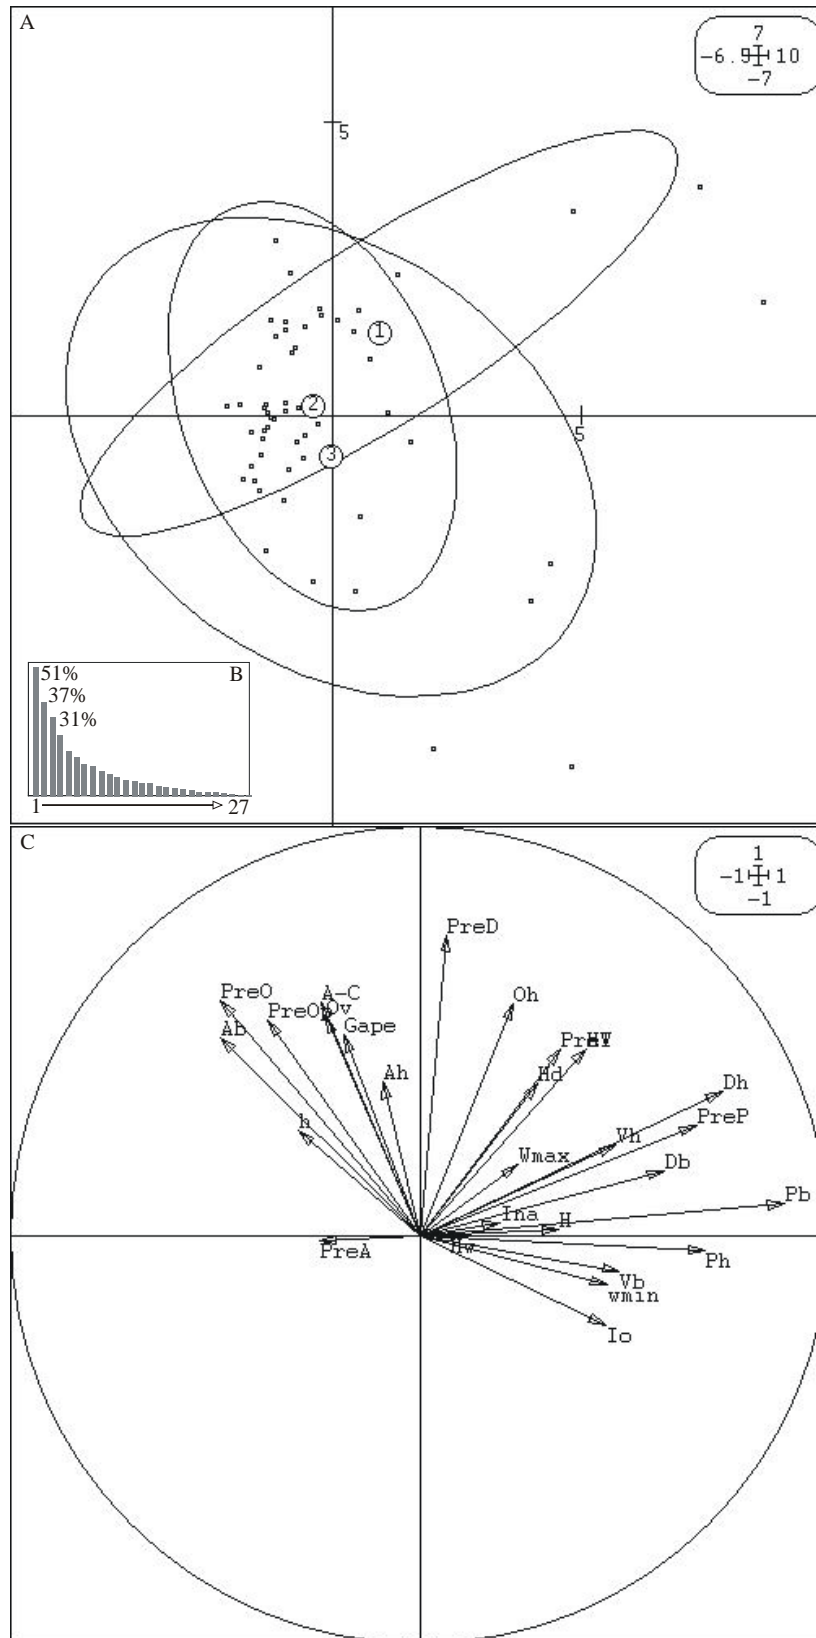 A
7
-6.9 10
-7
5
1
2
5
3
51%
B
37%
31%
1 27
C
1
-1 1
-1
PreD
PreO
A-C
Oh
Ov
Ab
Gape
Ah
Hd
Dh
PreP
h
Vh
Wmax
Db
Pb
Ina
H
Hw
PreA
Ph
Vb
wmin
Io